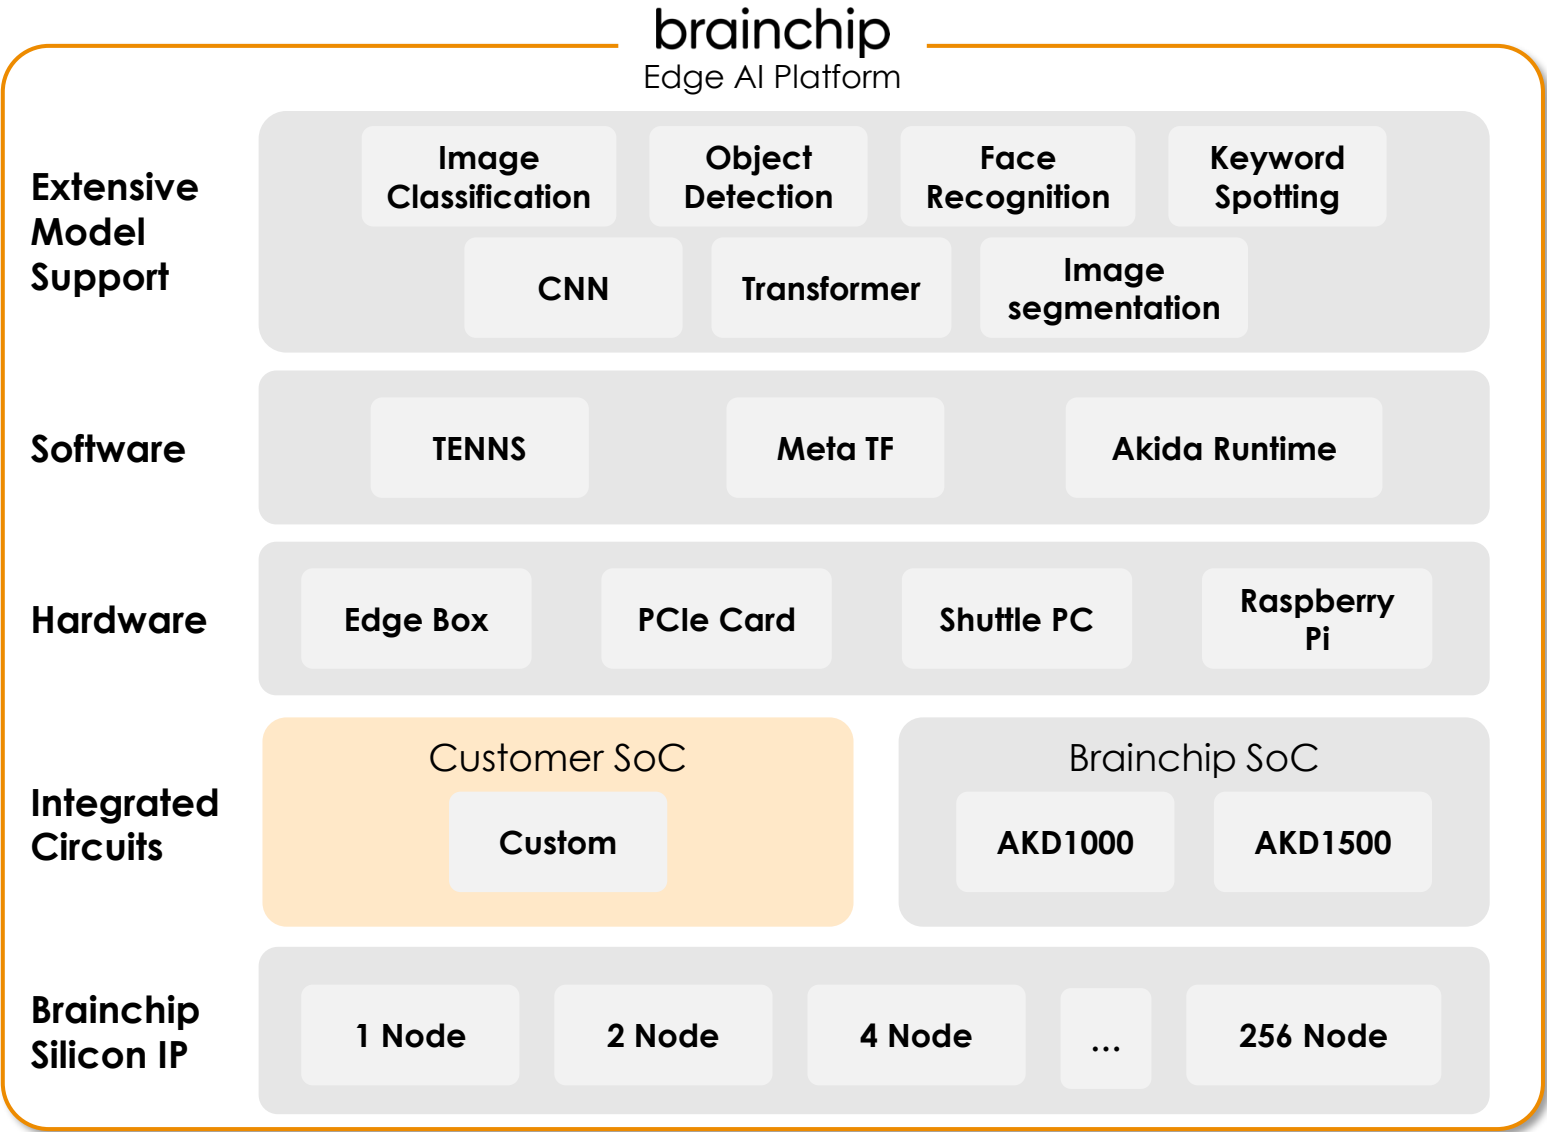 brainchip
Edge AI Platform
Extensive
Model
Support
Image
Classification
Object
Detection
Face
Recognition
Keyword
Spotting
CNN
Transformer
Image
segmentation
Software
TENNS
Meta TF
Akida Runtime
Hardware
Edge Box
PCIe Card
Shuttle PC
Raspberry
Pi
Integrated
Circuits
Customer SoC
Custom
Brainchip SoC
AKD1000
AKD1500
Brainchip
Silicon IP
1 Node
2 Node
4 Node
...
256 Node